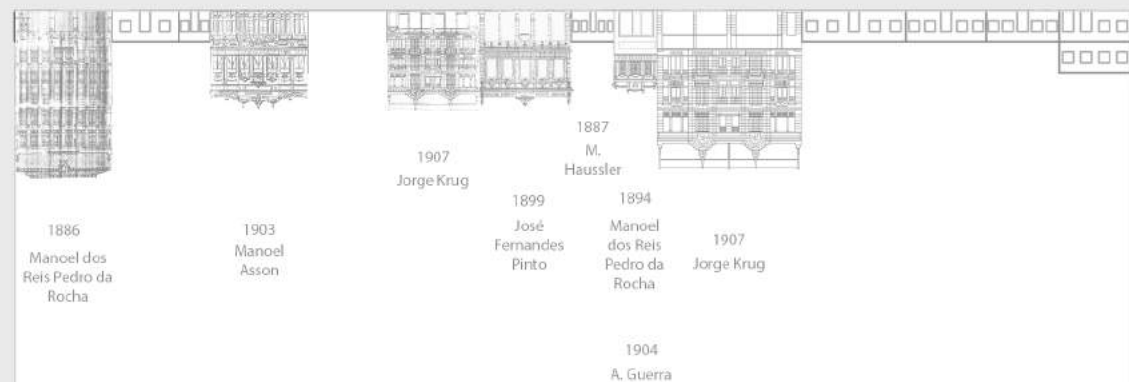 1886
Manoel dos
Reis Pedro da
Rocha
1903
Manoel
Asson
1907
Jorge Krug
1899
José
Fernandes
Pinto
1887
M.
Haussler
1894
Manoel
dos Reis
Pedro da
Rocha
1907
Jorge Krug
1904
A. Guerra